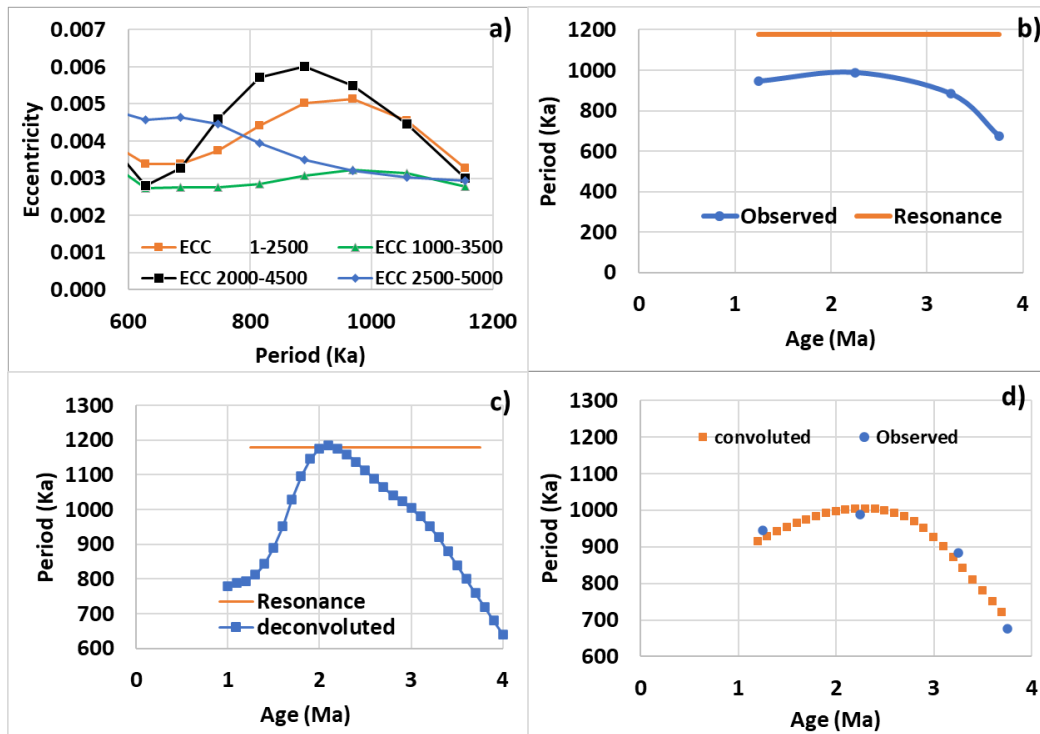 a)
0.007
0.006
0.005
0.004
0.003
0.002
0.001
0.000
Eccentricity
ECC 1-2500
ECC 1000-3500
ECC 2000-4500
ECC 2500-5000
600 800 1000 1200
Period (Ka)
b)
1200
1000
800
600
400
200
0
Period (Ka)
Observed Resonance
0 1 2 3 4
Age (Ma)
c)
1300
1200
1100
1000
900
800
700
600
Period (Ka)
Resonance
deconvoluted
0 1 2 3 4
Age (Ma)
d)
1300
1200
1100
1000
900
800
700
600
Period (Ka)
convoluted Observed
0 1 2 3 4
Age (Ma)